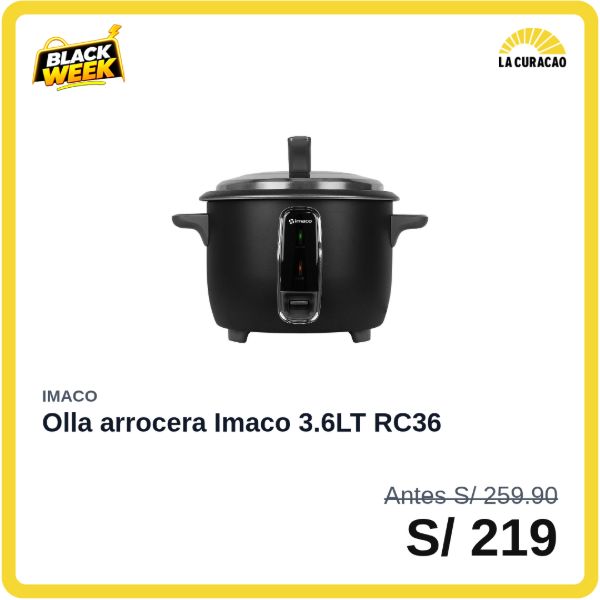 BLACK
WEEK
LA CURACAO
imaco
IMACO
Olla arrocera Imaco 3.6LT RC36
Antes S/ 259.90
S/ 219